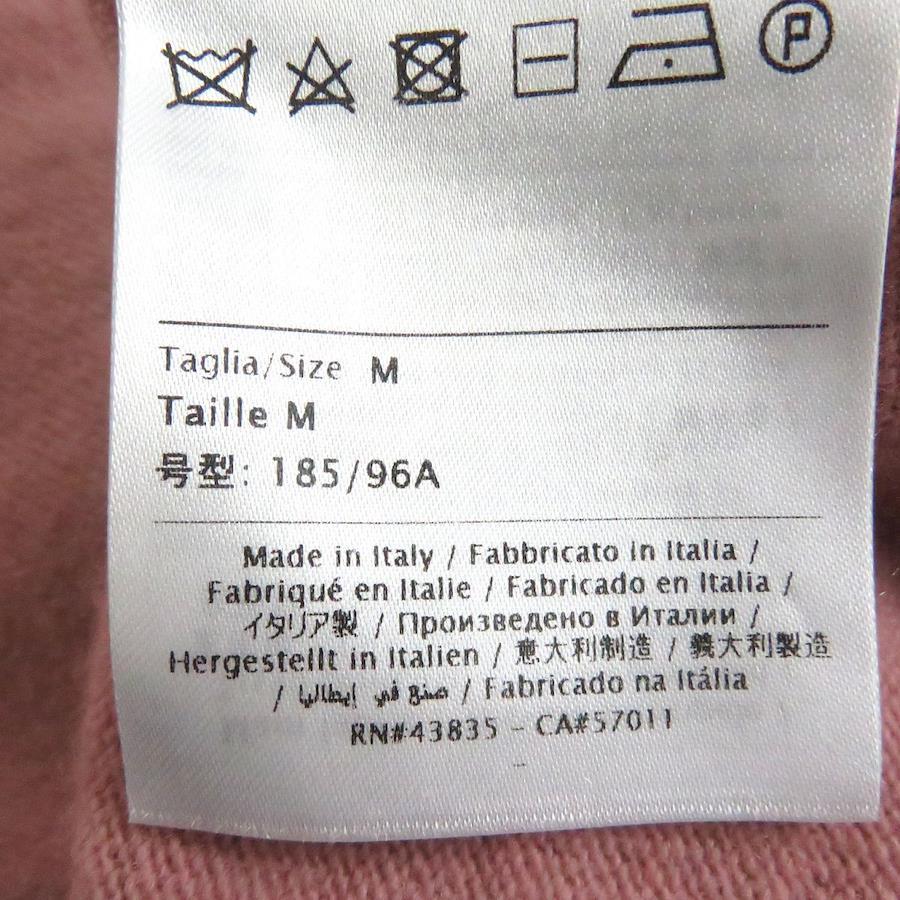 P
Taglia/Size M
Taille M
号型: 185/96A
Made in Italy / Fabbricato in Italia /
Fabriqué en Italie / Fabricado en Italia /
イタリア製 / Произведено в Италии /
Hergestellt in Italien / 意大利制造 / 義大利製造
/ صنع في إيطاليا / Fabricado na Itália
RN#43835 - CA#57011